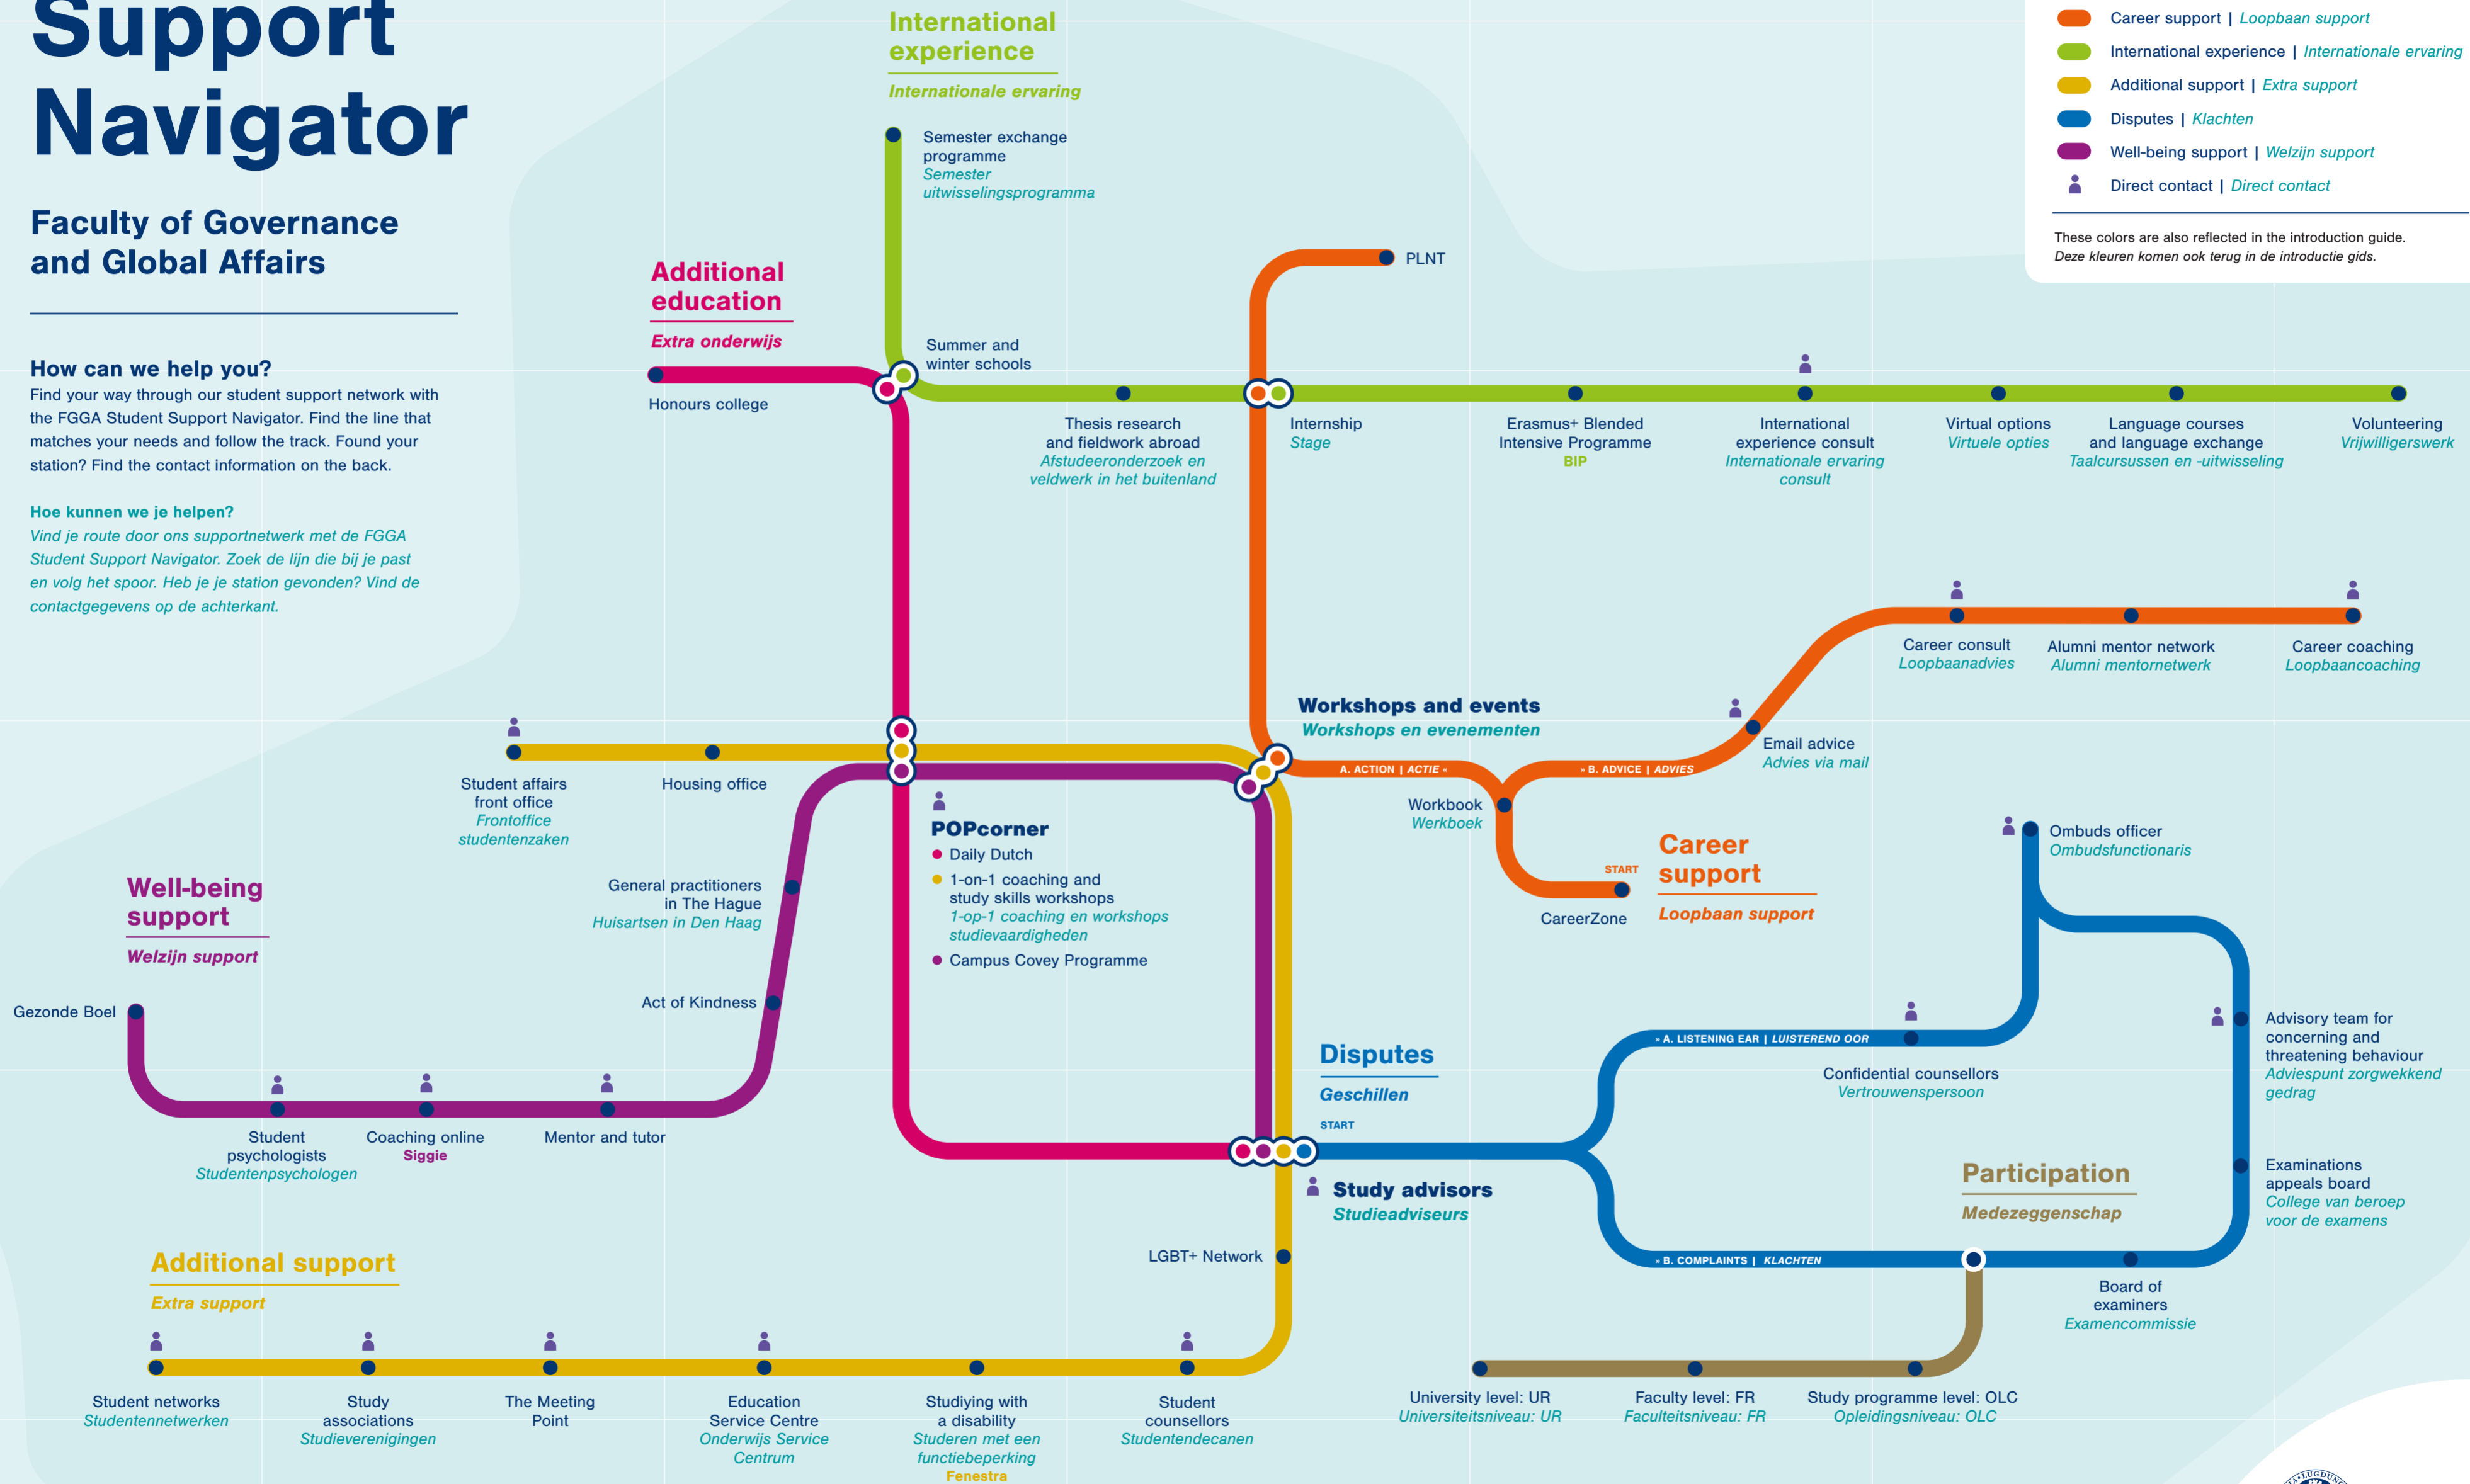 Support
Navigator
Faculty of Governance
and Global Affairs
How can we help you?
Find your way through our student support network with
the FGGA Student Support Navigator. Find the line that
matches your needs and follow the track. Found your
station? Find the contact information on the back.
Hoe kunnen we je helpen?
Vind je route door ons supportnetwerk met de FGGA
Student Support Navigator. Zoek de lijn die bij je past
en volg het spoor. Heb je je station gevonden? Vind de
contactgegevens op de achterkant.
Career support | Loopbaan support
International experience | Internationale ervaring
Additional support | Extra support
Disputes | Klachten
Well-being support | Welzijn support
Direct contact | Direct contact
These colors are also reflected in the introduction guide.
Deze kleuren komen ook terug in de introductie gids.
International
experience
Internationale ervaring
Semester exchange
programme
Semester
uitwisselingsprogramma
Additional
education
Extra onderwijs
Honours college
Summer and
winter schools
PLNT
Thesis research
and fieldwork abroad
Afstudeeronderzoek en
veldwerk in het buitenland
Internship
Stage
Erasmus+ Blended
Intensive Programme
BIP
International
experience consult
Internationale ervaring
consult
Virtual options
Virtuele opties
Language courses
and language exchange
Taalcursussen en -uitwisseling
Volunteering
Vrijwilligerswerk
Career consult
Loopbaanadvies
Alumni mentor network
Alumni mentornetwerk
Career coaching
Loopbaancoaching
Workshops and events
Workshops en evenementen
A. ACTION | ACTIE «
» B. ADVICE | ADVIES
Email advice
Advies via mail
Workbook
Werkboek
START
CareerZone
Career
support
Loopbaan support
Student affairs
front office
Frontoffice
studentenzaken
Housing office
POPcorner
Daily Dutch
1-on-1 coaching and
study skills workshops
1-op-1 coaching en workshops
studievaardigheden
Campus Covey Programme
General practitioners
in The Hague
Huisartsen in Den Haag
Act of Kindness
Well-being
support
Welzijn support
Gezonde Boel
Student
psychologists
Studentenpsychologen
Coaching online
Siggie
Mentor and tutor
Ombuds officer
Ombudsfunctionaris
Disputes
Geschillen
START
» A. LISTENING EAR | LUISTEREND OOR
Confidential counsellors
Vertrouwenspersoon
Advisory team for
concerning and
threatening behaviour
Adviespunt zorgwekkend
gedrag
Examinations
appeals board
College van beroep
voor de examens
Study advisors
Studieadviseurs
» B. COMPLAINTS | KLACHTEN
Board of
examiners
Examencommissie
Participation
Medezeggenschap
University level: UR
Universiteitsniveau: UR
Faculty level: FR
Faculteitsniveau: FR
Study programme level: OLC
Opleidingsniveau: OLC
LGBT+ Network
Additional support
Extra support
Student networks
Studentennetwerken
Study
associations
Studieverenigingen
The Meeting
Point
Education
Service Centre
Onderwijs Service
Centrum
Studying with
a disability
Studeren met een
functiebeperking
Fenestra
Student
counsellors
Studentendecanen